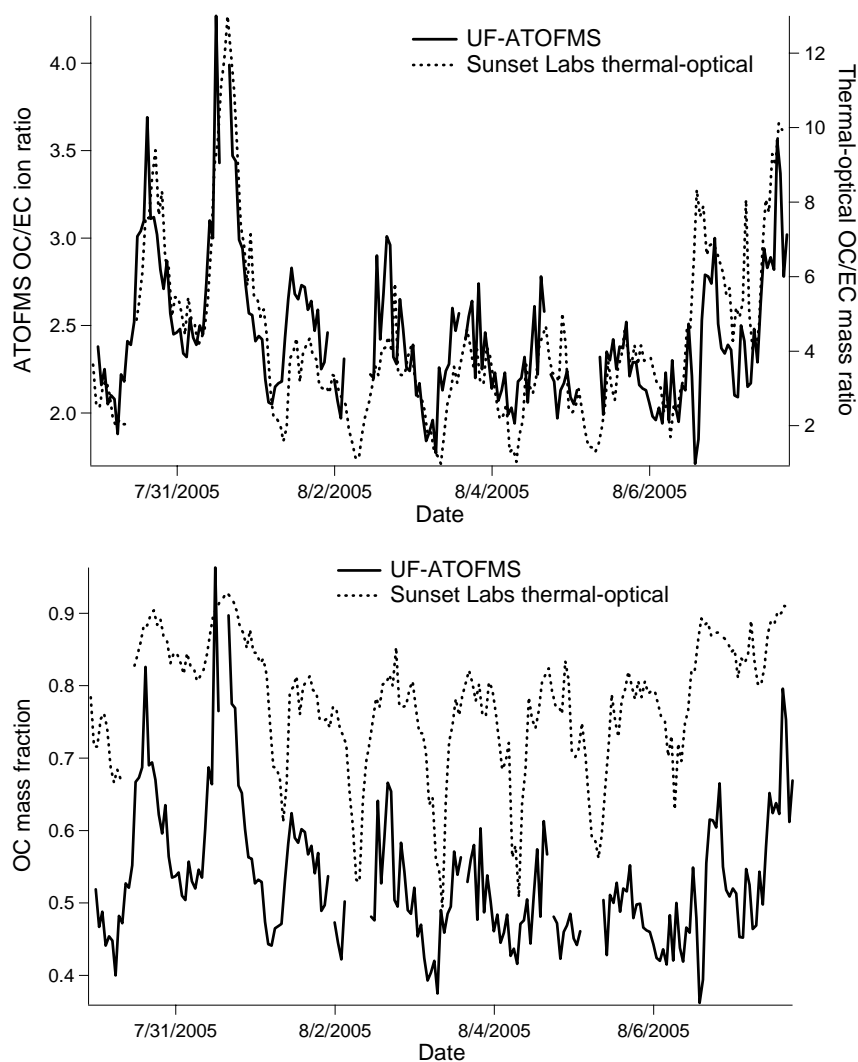 UF-ATOFMS
Sunset Labs thermal-optical
ATOFMS OC/EC ion ratio
4.0
3.5
3.0
2.5
2.0
Thermal-optical OC/EC mass ratio
12
10
8
6
4
2
7/31/2005
8/2/2005
8/4/2005
8/6/2005
Date
UF-ATOFMS
Sunset Labs thermal-optical
OC mass fraction
0.9
0.8
0.7
0.6
0.5
0.4
7/31/2005
8/2/2005
8/4/2005
8/6/2005
Date